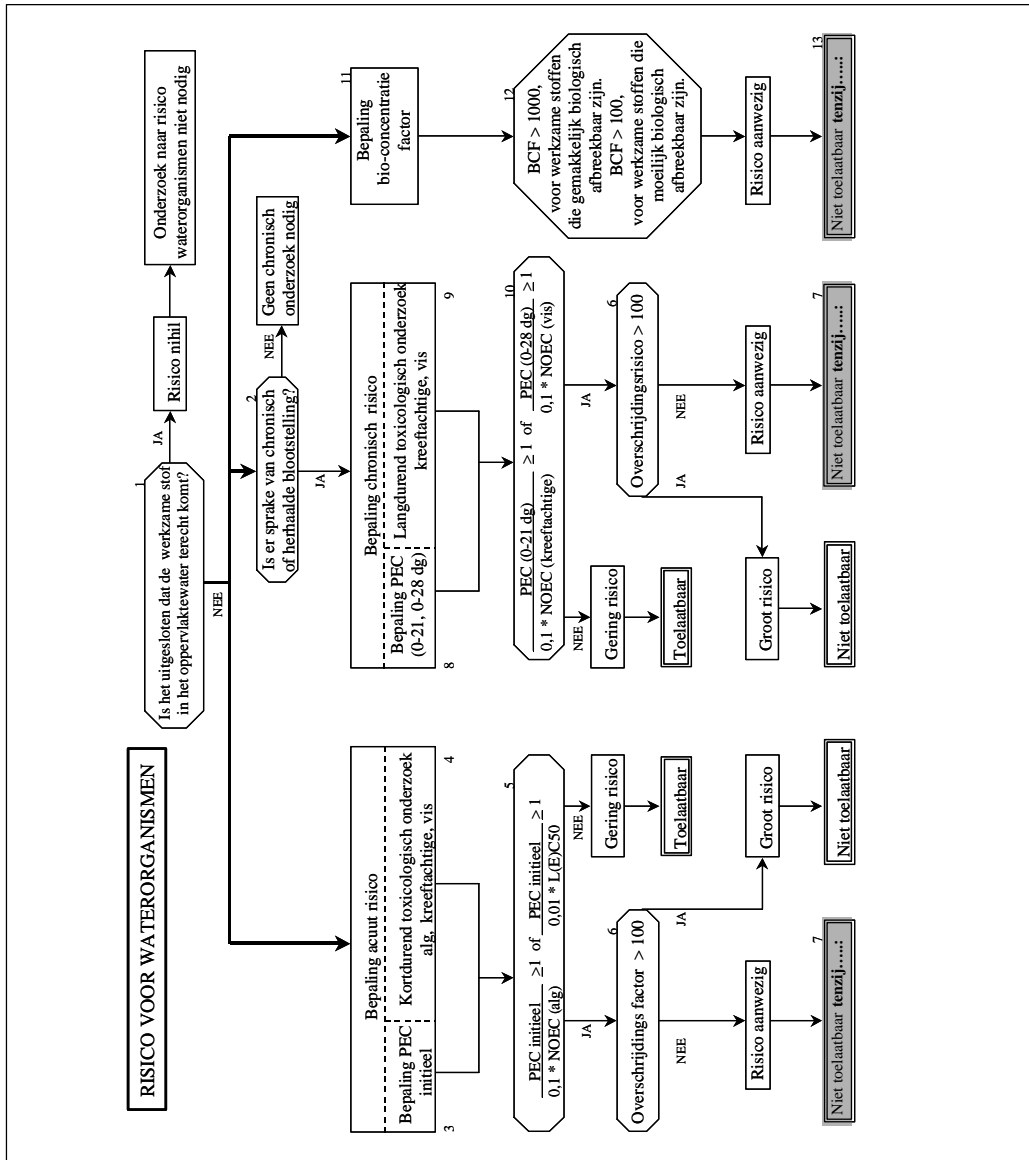 RISICO VOOR WATERORGANISMEN
1
Is het uitgesloten dat de werkzame stof
in het oppervlaktewater terecht komt?
JA
Risico nihil
Onderzoek naar risico
waterorganismen niet nodig
NEE
2
Is er sprake van chronisch
of herhaalde blootstelling?
NEE
Geen chronisch
onderzoek nodig
JA
Bepaling acuut risico
3
Bepaling PEC
initieel
Kortdurend toxicologisch onderzoek
alg, kreeftachtige, vis
4
5
PEC initieel ≥1 of PEC initieel ≥ 1
0,1 * NOEC (alg) 0,01 * L(E)C50
JA
NEE
Gering risico
Toelaatbaar
6
Overschrijdings factor > 100
NEE
JA
Risico aanwezig
Groot risico
7
Niet toelaatbaar tenzij.....:
Niet toelaatbaar
Bepaling chronisch risico
8
Bepaling PEC
(0-21, 0-28 dg)
Langdurend toxicologisch onderzoek
kreeftachtige, vis
9
10
PEC (0-21 dg) ≥ 1 of PEC (0-28 dg) ≥ 1
0,1 * NOEC (kreeftachtige) 0,1 * NOEC (vis)
NEE
JA
Gering risico
Toelaatbaar
6
Overschrijdingsrisico > 100
JA
NEE
Groot risico
Risico aanwezig
Niet toelaatbaar
7
Niet toelaatbaar tenzij.....:
11
Bepaling
bio-concentratie
factor
12
BCF > 1000,
voor werkzame stoffen
die gemakkelijk biologisch
afbreekbaar zijn.
BCF > 100,
voor werkzame stoffen die
moeilijk biologisch
afbreekbaar zijn.
Risico aanwezig
13
Niet toelaatbaar tenzij.....: